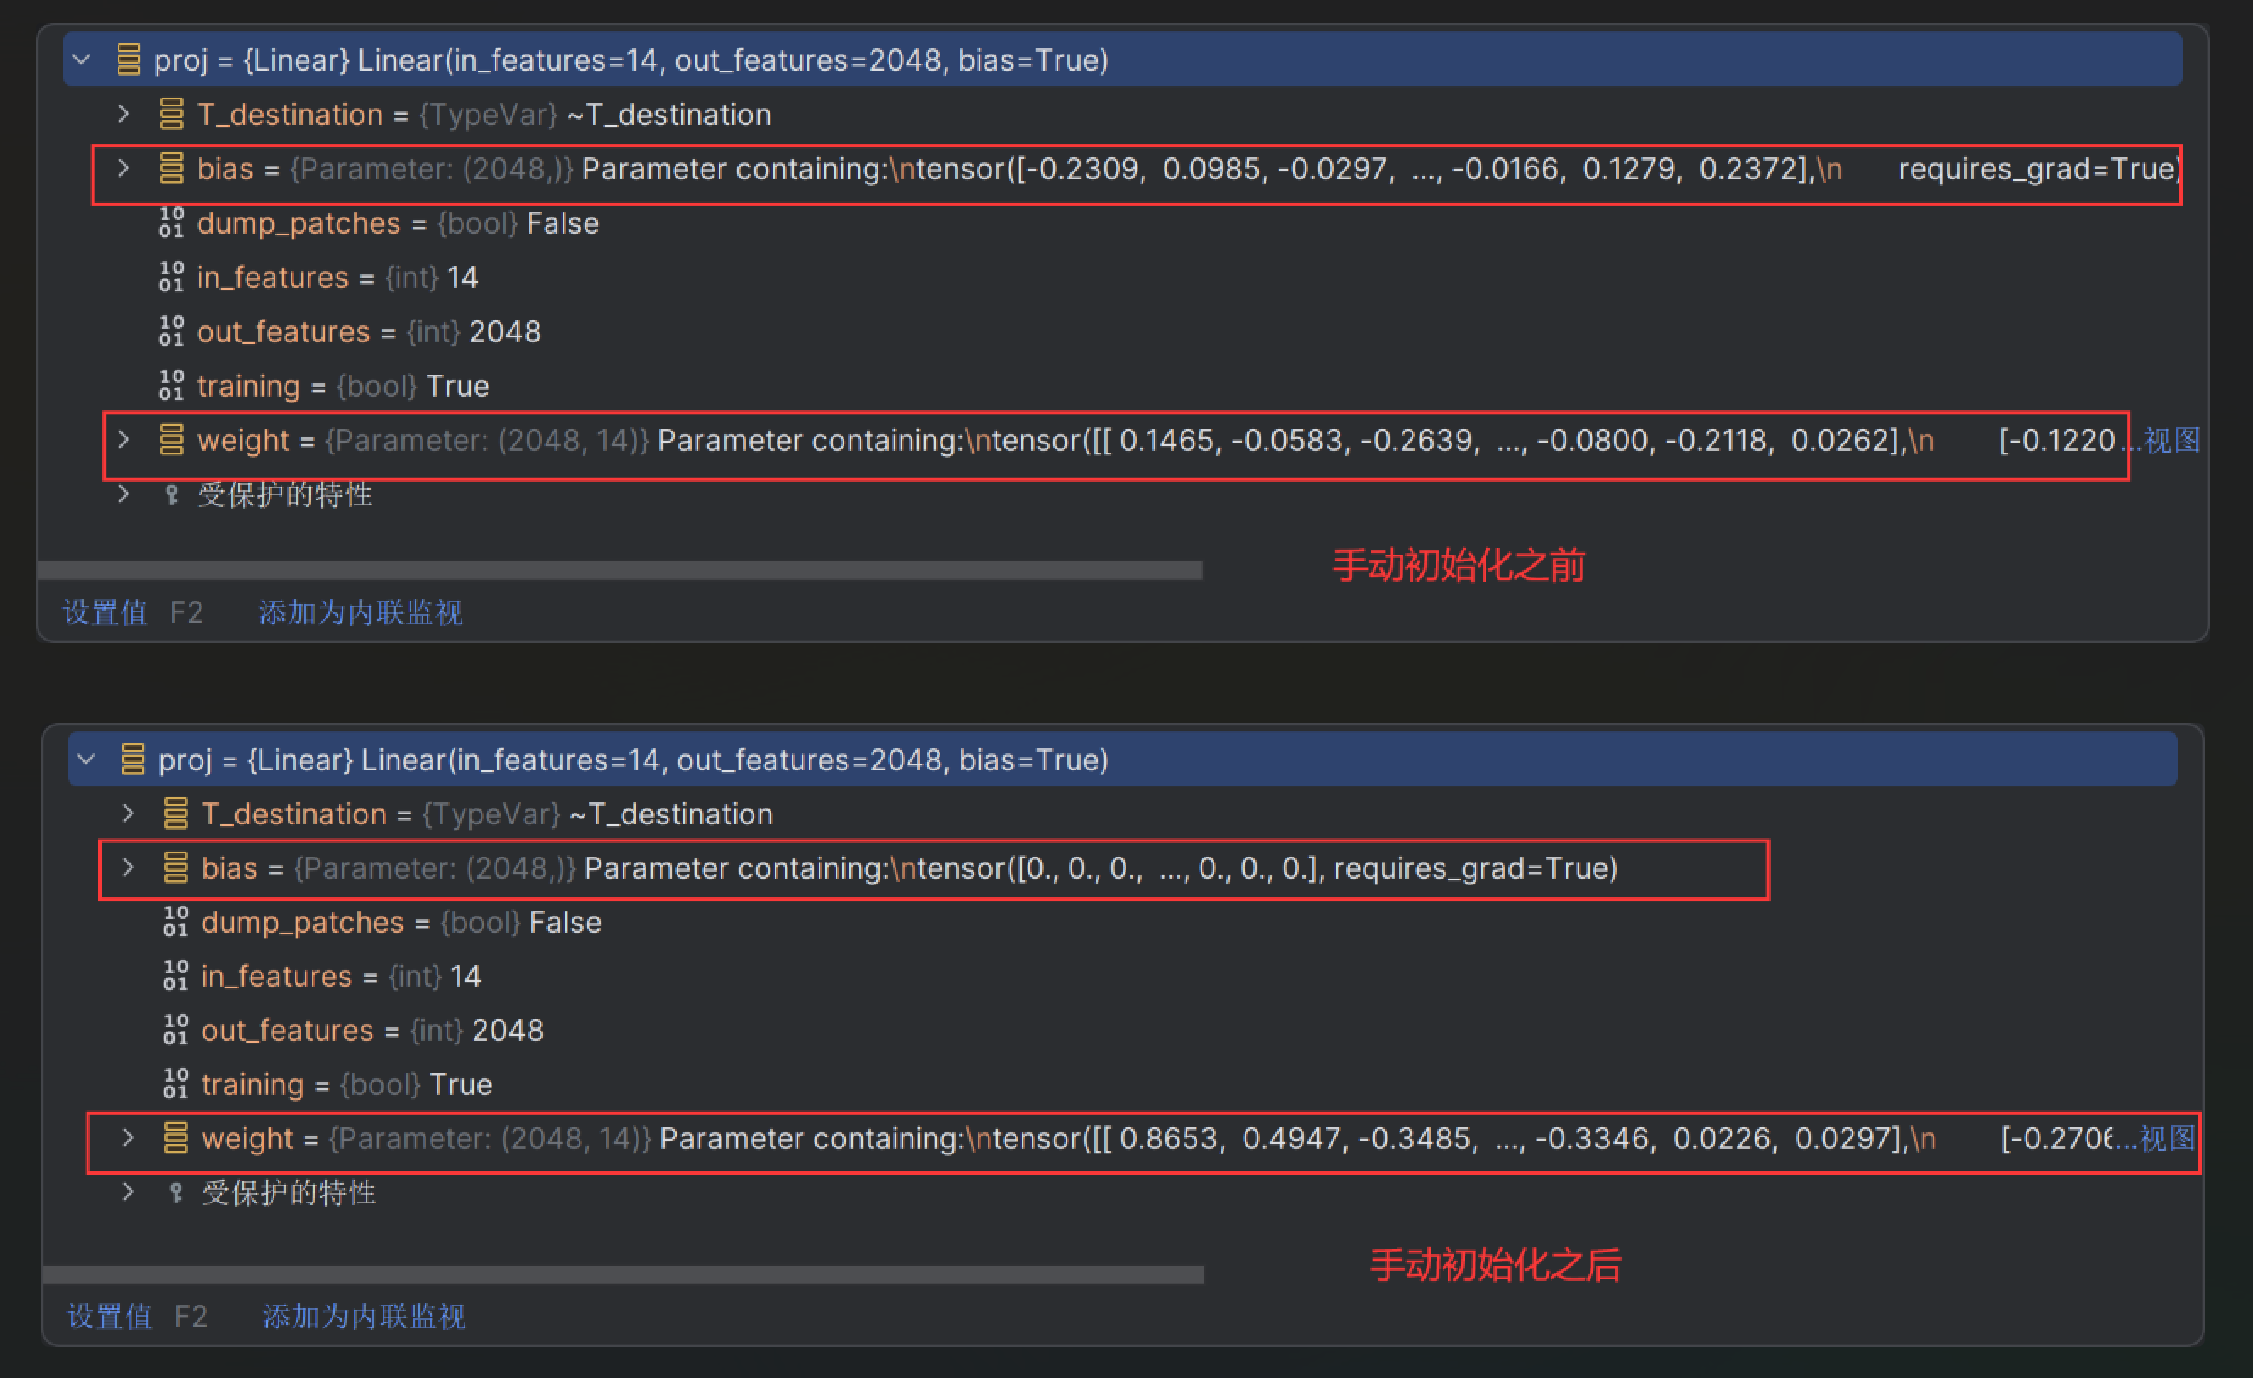 proj = {Linear} Linear(in_features=14, out_features=2048, bias=True)
T_destination = {TypeVar} ~T_destination
bias = {Parameter: (2048,)} Parameter containing:\ntensor([-0.2309,  0.0985, -0.0297,  ..., -0.0166,  0.1279,  0.2372],\n       requires_grad=True)
dump_patches = {bool} False
in_features = {int} 14
out_features = {int} 2048
training = {bool} True
weight = {Parameter: (2048, 14)} Parameter containing:\ntensor([[ 0.1465, -0.0583, -0.2639,  ..., -0.0800, -0.2118,  0.0262],\n        [-0.1220...视图
受保护的特性
手动初始化之前
设置值 F2 添加为内联监视
proj = {Linear} Linear(in_features=14, out_features=2048, bias=True)
T_destination = {TypeVar} ~T_destination
bias = {Parameter: (2048,)} Parameter containing:\ntensor([0., 0., 0.,  ..., 0., 0., 0.], requires_grad=True)
dump_patches = {bool} False
in_features = {int} 14
out_features = {int} 2048
training = {bool} True
weight = {Parameter: (2048, 14)} Parameter containing:\ntensor([[ 0.8653,  0.4947, -0.3485,  ..., -0.3346,  0.0226,  0.0297],\n        [-0.2706...视图
受保护的特性
手动初始化之后
设置值 F2 添加为内联监视